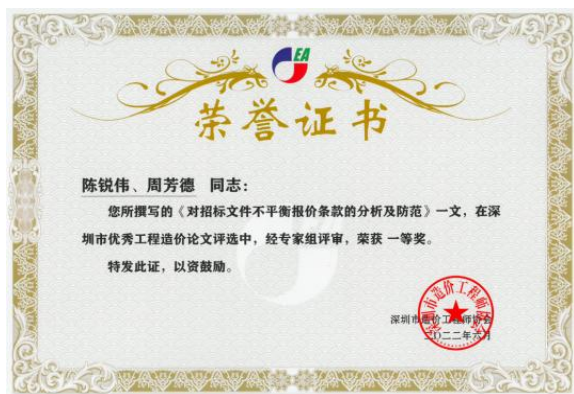 EA
荣誉证书
陈锐伟、周芳德 同志：
您所撰写的《对招标文件不平衡报价条款的分析及防范》一文，在深
圳市优秀工程造价论文评选中，经专家组评审，荣获 一等奖。
特发此证，以资鼓励。
深圳市造价工程师协会
二〇二二年六月